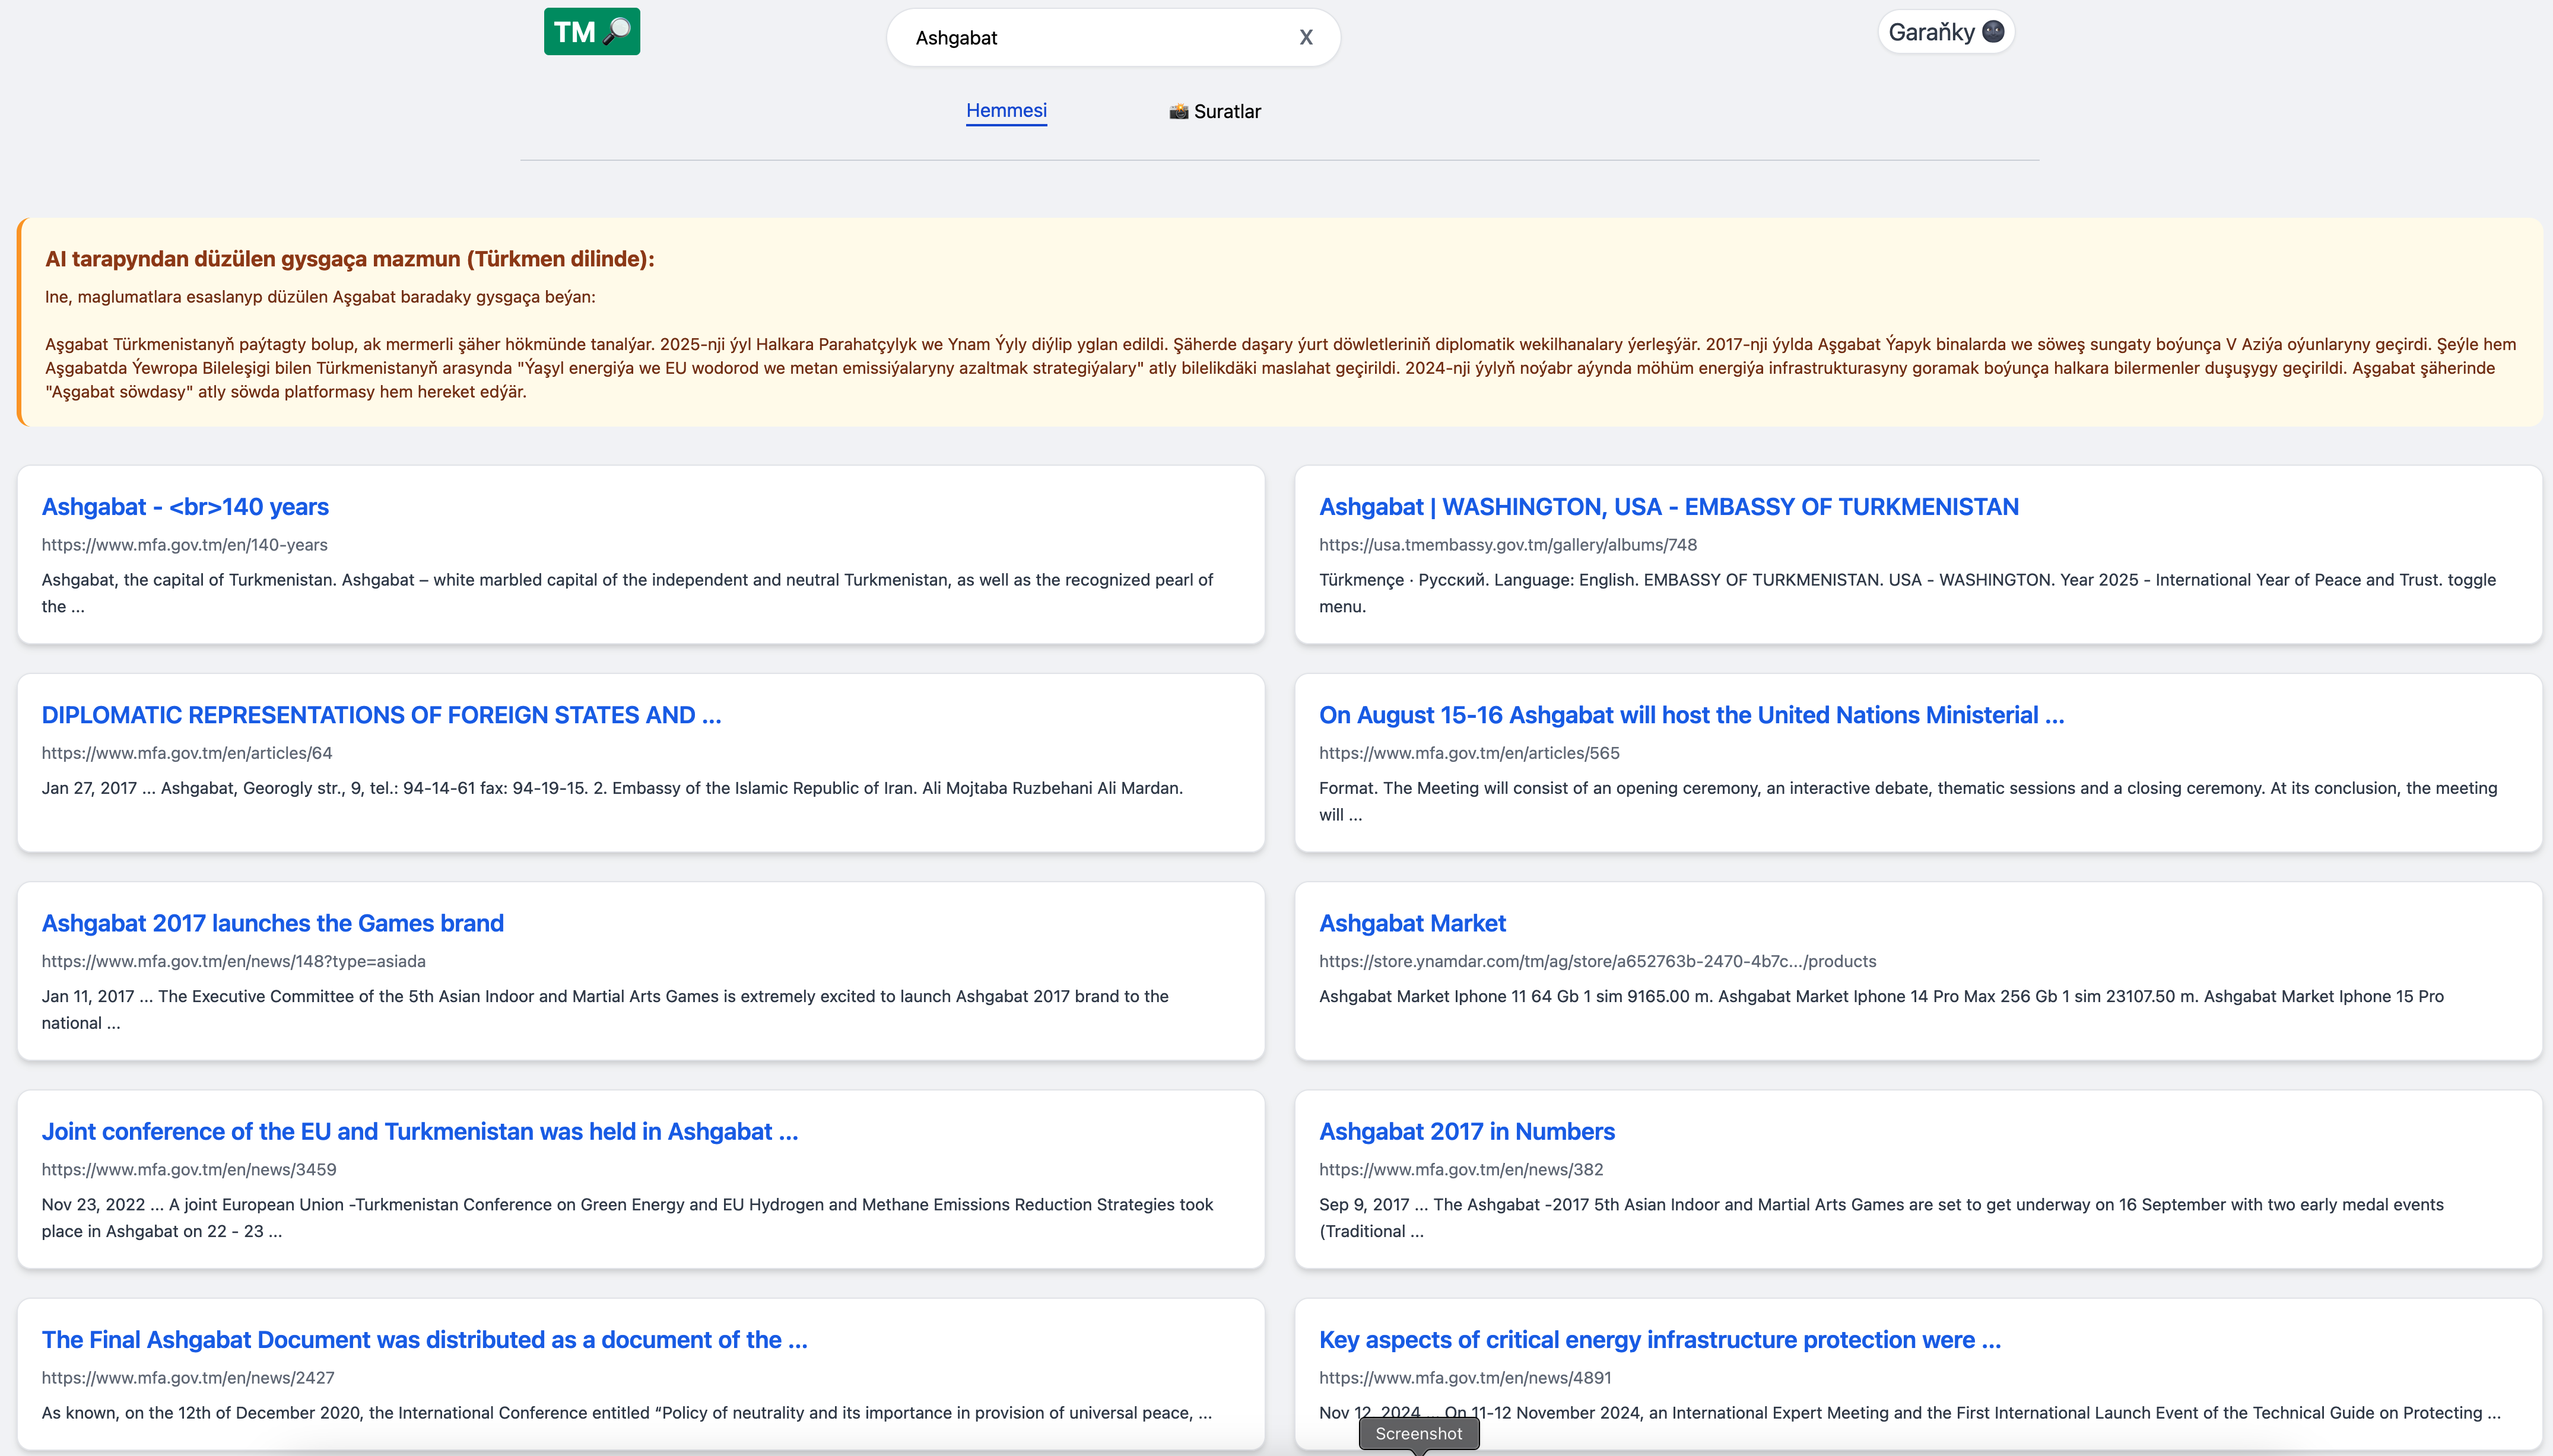 TM
Ashgabat X
Garaňky
Hemmesi
Suratlar
AI tarapyndan düzülen gysgaça mazmun (Türkmen dilinde):
Ine, maglumatlara esaslanyp düzülen Aşgabat baradaky gysgaça beýan:
Aşgabat Türkmenistanyň paýtagty bolup, ak mermerli şäher hökmünde tanalýar. 2025-nji ýyl Halkara Parahatçylyk we Ynam Ýyly diýlip yglan edildi. Şäherde daşary ýurt döwletleriniň diplomatik wekilhanalary ýerleşýär. 2017-nji ýylda Aşgabat Ýapyk binalarda we söweş sungaty boýunça V Aziýa oýunlaryny geçirdi. Şeýle hem
Aşgabatda Ýewropa Bileleşigi bilen Türkmenistanyň arasynda "Ýaşyl energiýa we EU wodorod we metan emissiýalaryny azaltmak strategiýalary" atly bilelikdäki maslahat geçirildi. 2024-nji ýylyň noýabr aýynda möhüm energiýa infrastrukturasyny goramak boýunça halkara bilermenler duşuşygy geçirildi. Aşgabat şäherinde
"Aşgabat söwdasy" atly söwda platformasy hem hereket edýär.
Ashgabat - <br>140 years
https://www.mfa.gov.tm/en/140-years
Ashgabat, the capital of Turkmenistan. Ashgabat – white marbled capital of the independent and neutral Turkmenistan, as well as the recognized pearl of
the ...
Ashgabat | WASHINGTON, USA - EMBASSY OF TURKMENISTAN
https://usa.tmembassy.gov.tm/gallery/albums/748
Türkmençe · Русский. Language: English. EMBASSY OF TURKMENISTAN. USA - WASHINGTON. Year 2025 - International Year of Peace and Trust. toggle
menu.
DIPLOMATIC REPRESENTATIONS OF FOREIGN STATES AND ...
https://www.mfa.gov.tm/en/articles/64
Jan 27, 2017 ... Ashgabat, Georogly str., 9, tel.: 94-14-61 fax: 94-19-15. 2. Embassy of the Islamic Republic of Iran. Ali Mojtaba Ruzbehani Ali Mardan.
On August 15-16 Ashgabat will host the United Nations Ministerial ...
https://www.mfa.gov.tm/en/articles/565
Format. The Meeting will consist of an opening ceremony, an interactive debate, thematic sessions and a closing ceremony. At its conclusion, the meeting
will ...
Ashgabat 2017 launches the Games brand
https://www.mfa.gov.tm/en/news/148?type=asiada
Jan 11, 2017 ... The Executive Committee of the 5th Asian Indoor and Martial Arts Games is extremely excited to launch Ashgabat 2017 brand to the
national ...
Ashgabat Market
https://store.ynamdar.com/tm/ag/store/a652763b-2470-4b7c.../products
Ashgabat Market Iphone 11 64 Gb 1 sim 9165.00 m. Ashgabat Market Iphone 14 Pro Max 256 Gb 1 sim 23107.50 m. Ashgabat Market Iphone 15 Pro
Joint conference of the EU and Turkmenistan was held in Ashgabat ...
https://www.mfa.gov.tm/en/news/3459
Nov 23, 2022 ... A joint European Union -Turkmenistan Conference on Green Energy and EU Hydrogen and Methane Emissions Reduction Strategies took
place in Ashgabat on 22 - 23 ...
Ashgabat 2017 in Numbers
https://www.mfa.gov.tm/en/news/382
Sep 9, 2017 ... The Ashgabat -2017 5th Asian Indoor and Martial Arts Games are set to get underway on 16 September with two early medal events
(Traditional ...
The Final Ashgabat Document was distributed as a document of the ...
https://www.mfa.gov.tm/en/news/2427
As known, on the 12th of December 2020, the International Conference entitled “Policy of neutrality and its importance in provision of universal peace, ...
Key aspects of critical energy infrastructure protection were ...
https://www.mfa.gov.tm/en/news/4891
Nov 12, 2024 ... On 11-12 November 2024, an International Expert Meeting and the First International Launch Event of the Technical Guide on Protecting ...
Screenshot